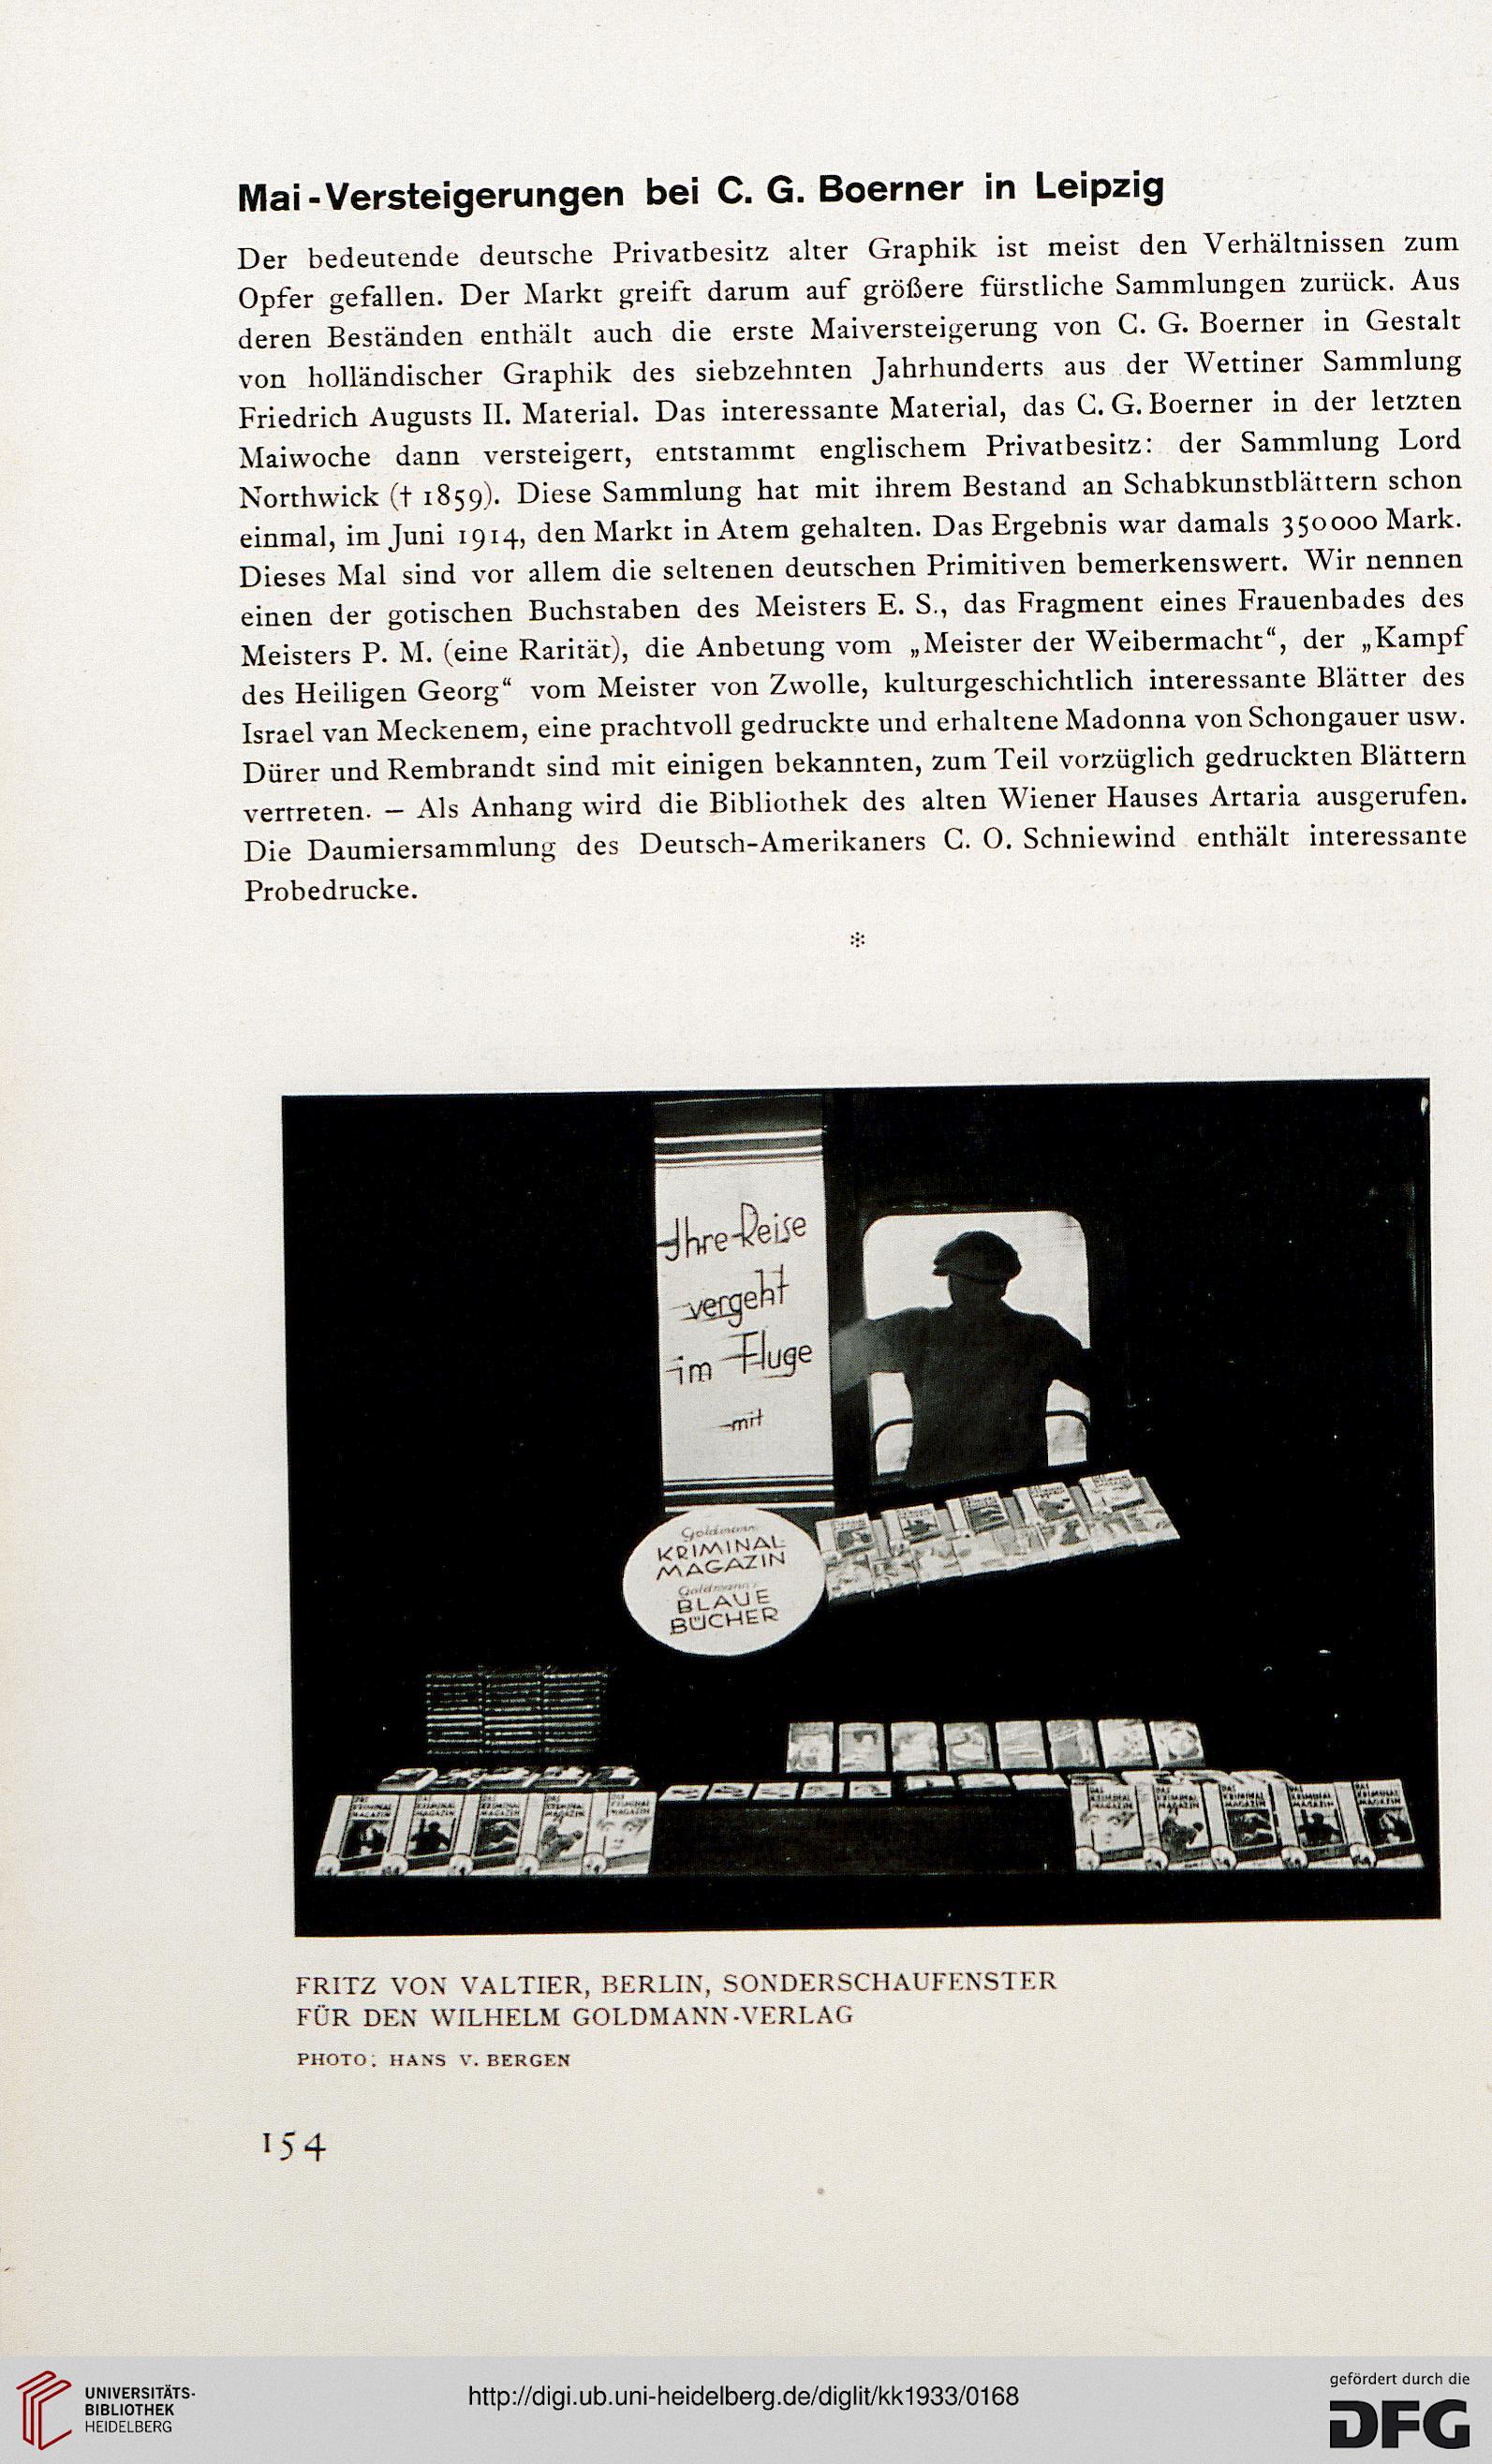 Mai-Versteigerungen bei C. G. Boerner in Leipzig
Der bedeutende deutsche Privatbesitz alter Graphik ist meist den Verhältnissen zum
Opfer gefallen. Der Markt greift darum auf größere fürstliche Sammlungen zurück. Aus
deren Beständen enthält auch die erste Maiversteigerung von C. G. Boerner in Gestalt
von holländischer Graphik des siebzehnten Jahrhunderts aus der Wettiner Sammlung
Friedrich Augusts II. Material. Das interessante Material, das C. G. Boerner in der letzten
Maiwoche dann versteigert, entstammt englischem Privatbesitz: der Sammlung Lord
Northwick († 1859). Diese Sammlung hat mit ihrem Bestand an Schabkunstblättern schon
einmal, im Juni 1914, den Markt in Atem gehalten. Das Ergebnis war damals 350000 Mark.
Dieses Mal sind vor allem die seltenen deutschen Primitiven bemerkenswert. Wir nennen
einen der gotischen Buchstaben des Meisters E. S., das Fragment eines Frauenbades des
Meisters P. M. (eine Rarität), die Anbetung vom „Meister der Weibermacht“, der „Kampf
des Heiligen Georg“ vom Meister von Zwolle, kulturgeschichtlich interessante Blätter des
Israel van Meckenem, eine prachtvoll gedruckte und erhaltene Madonna von Schongauer usw.
Dürer und Rembrandt sind mit einigen bekannten, zum Teil vorzüglich gedruckten Blättern
vertreten. — Als Anhang wird die Bibliothek des alten Wiener Hauses Artaria ausgerufen.
Die Daumiersammlung des Deutsch-Amerikaners C. O. Schniewind enthält interessante
Probedrucke.
*
Ihre Reise
vergeht
im Fluge
mit
Goldmanns
KRIMINAL
MAGAZIN
Goldmanns
BLAUE
BÜCHER
DAS KRIMINAL MAGAZIN
FRITZ VON VALTIER, BERLIN, SONDERSCHAUFENSTER
FÜR DEN WILHELM GOLDMANN-VERLAG
PHOTO: HANS V. BERGEN
154
UNIVERSITÄTS-
BIBLIOTHEK
HEIDELBERG
http://digi.ub.uni-heidelberg.de/diglit/kk1933/0168
gefördert durch die
DFG